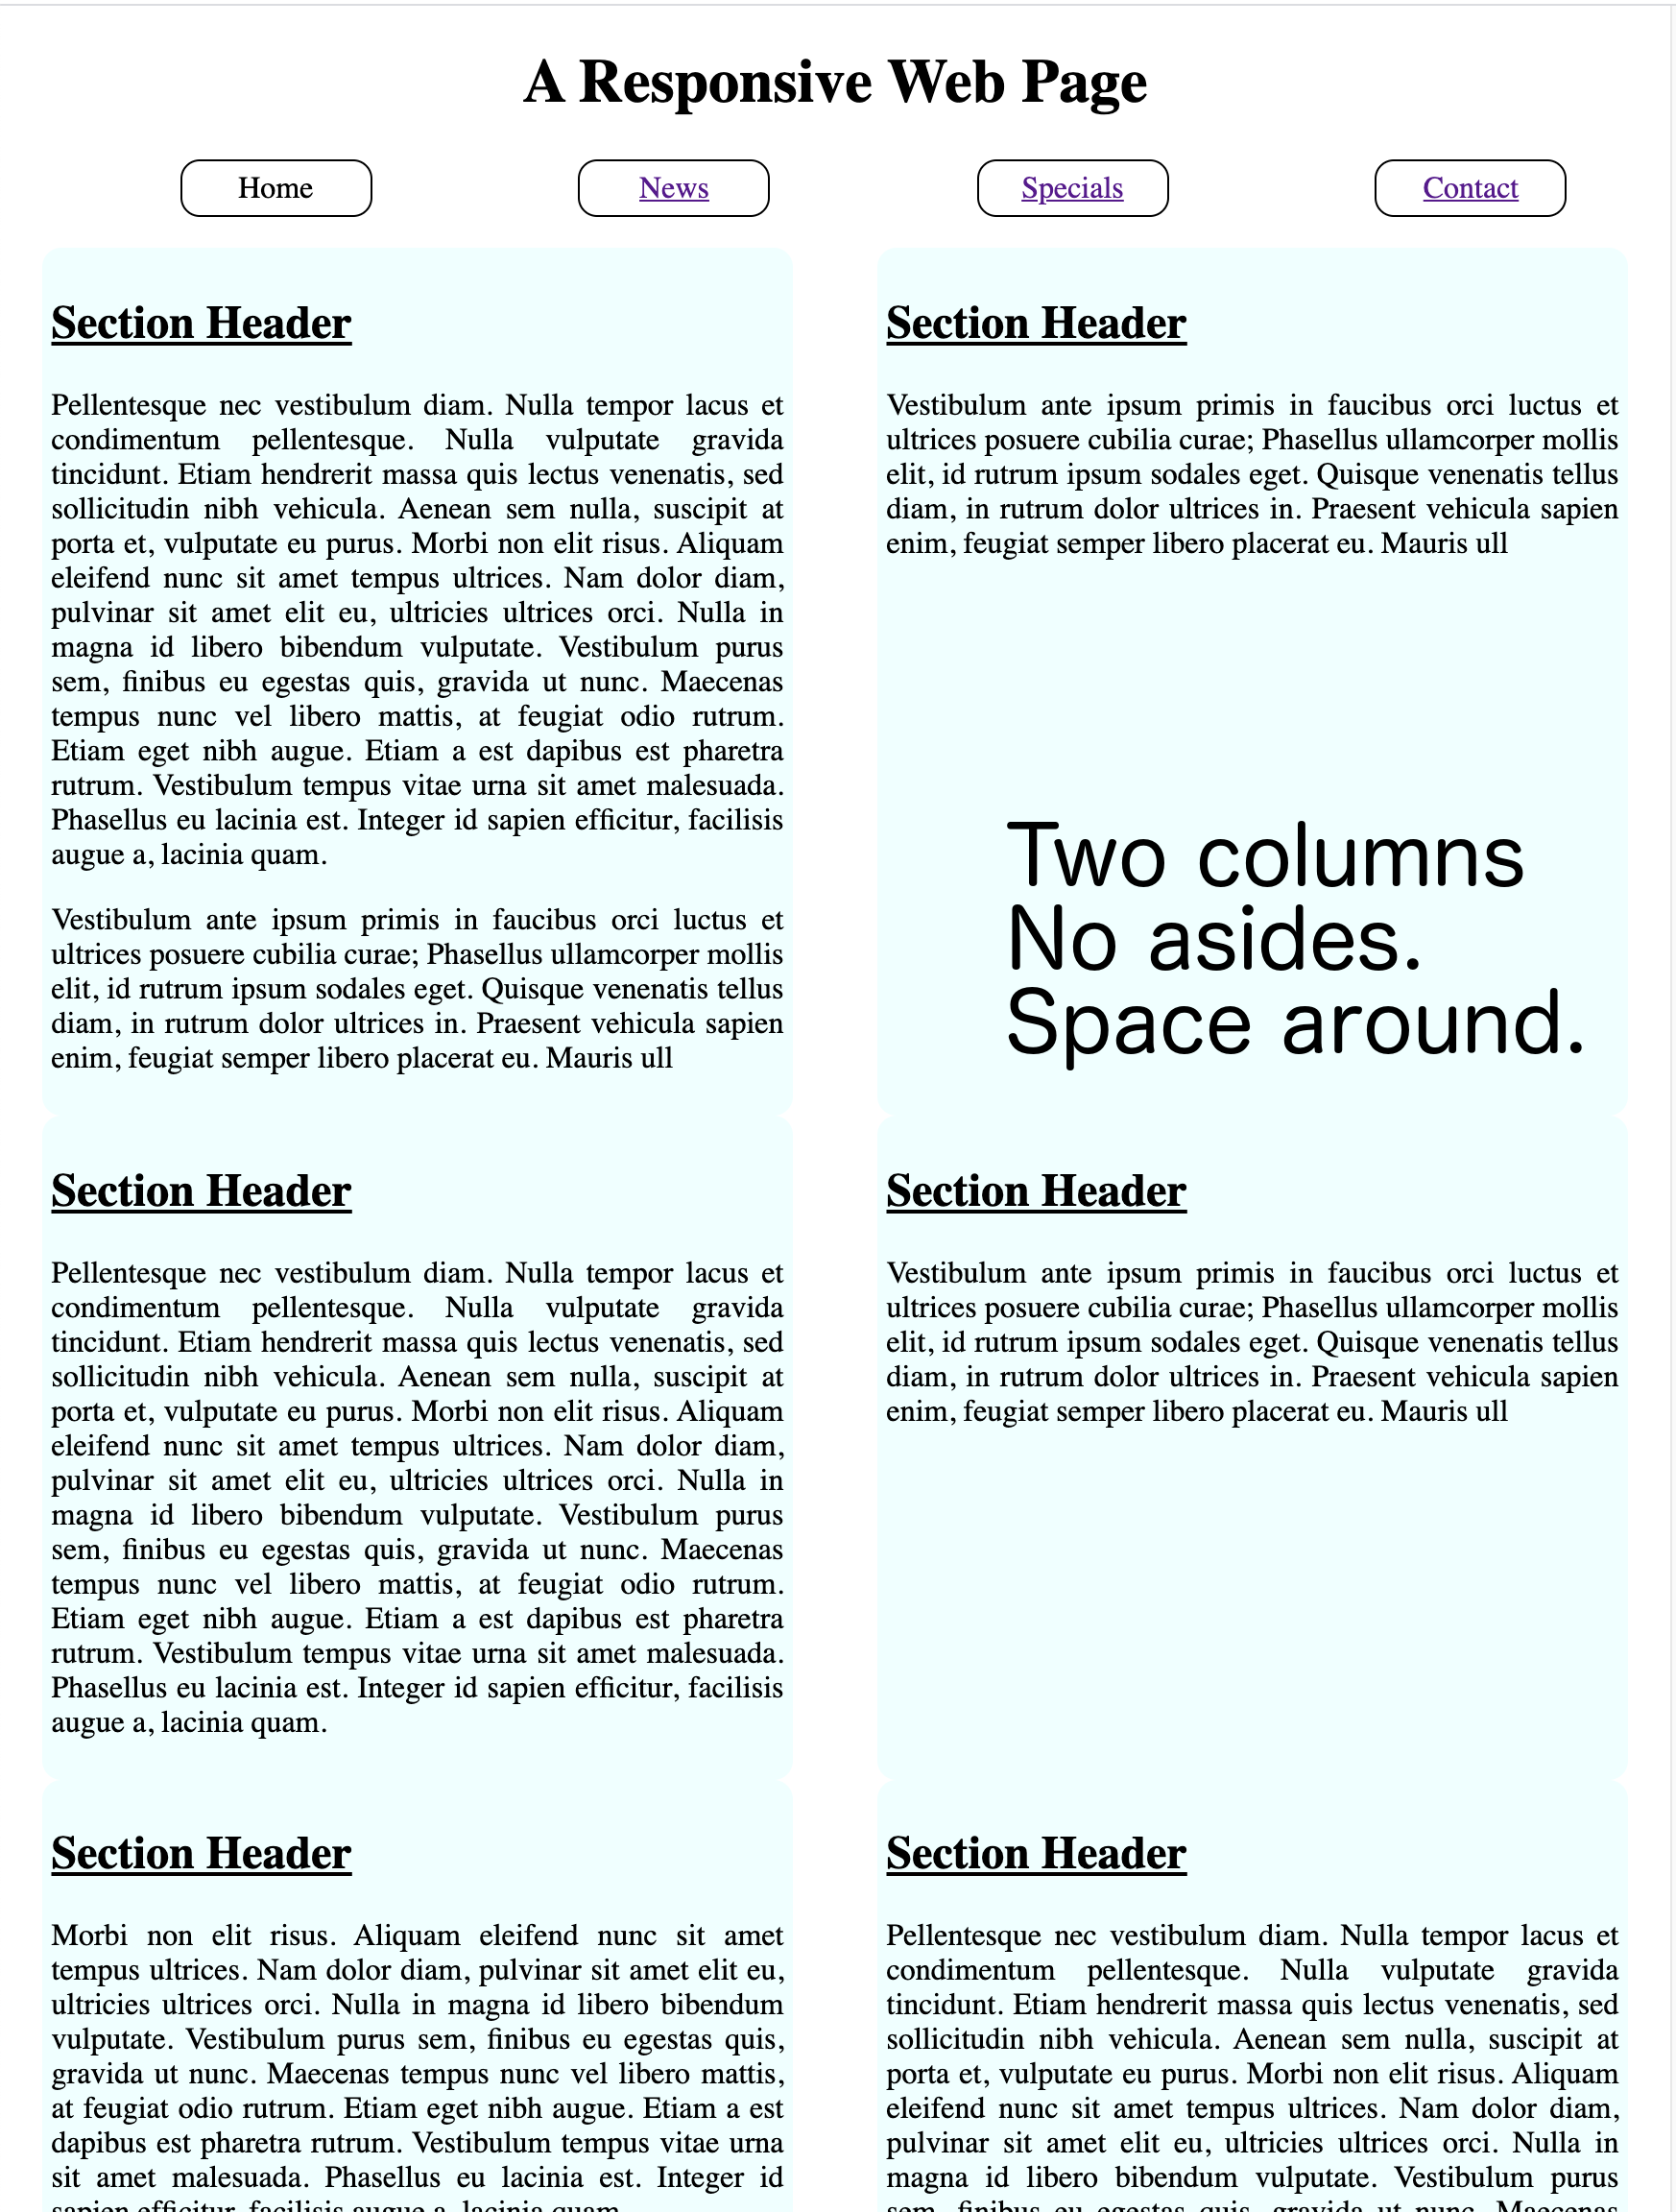 A Responsive Web Page
Home
News
Specials
Contact
Section Header
Pellentesque nec vestibulum diam. Nulla tempor lacus et
condimentum pellentesque. Nulla vulputate gravida
tincidunt. Etiam hendrerit massa quis lectus venenatis, sed
sollicitudin nibh vehicula. Aenean sem nulla, suscipit at
porta et, vulputate eu purus. Morbi non elit risus. Aliquam
eleifend nunc sit amet tempus ultrices. Nam dolor diam,
pulvinar sit amet elit eu, ultricies ultrices orci. Nulla in
magna id libero bibendum vulputate. Vestibulum purus
sem, finibus eu egestas quis, gravida ut nunc. Maecenas
tempus nunc vel libero mattis, at feugiat odio rutrum.
Etiam eget nibh augue. Etiam a est dapibus est pharetra
rutrum. Vestibulum tempus vitae urna sit amet malesuada.
Phasellus eu lacinia est. Integer id sapien efficitur, facilisis
augue a, lacinia quam.
Vestibulum ante ipsum primis in faucibus orci luctus et
ultrices posuere cubilia curae; Phasellus ullamcorper mollis
elit, id rutrum ipsum sodales eget. Quisque venenatis tellus
diam, in rutrum dolor ultrices in. Praesent vehicula sapien
enim, feugiat semper libero placerat eu. Mauris ull
Section Header
Vestibulum ante ipsum primis in faucibus orci luctus et
ultrices posuere cubilia curae; Phasellus ullamcorper mollis
elit, id rutrum ipsum sodales eget. Quisque venenatis tellus
diam, in rutrum dolor ultrices in. Praesent vehicula sapien
enim, feugiat semper libero placerat eu. Mauris ull
Two columns
No asides.
Space around.
Section Header
Pellentesque nec vestibulum diam. Nulla tempor lacus et
condimentum pellentesque. Nulla vulputate gravida
tincidunt. Etiam hendrerit massa quis lectus venenatis, sed
sollicitudin nibh vehicula. Aenean sem nulla, suscipit at
porta et, vulputate eu purus. Morbi non elit risus. Aliquam
eleifend nunc sit amet tempus ultrices. Nam dolor diam,
pulvinar sit amet elit eu, ultricies ultrices orci. Nulla in
magna id libero bibendum vulputate. Vestibulum purus
sem, finibus eu egestas quis, gravida ut nunc. Maecenas
tempus nunc vel libero mattis, at feugiat odio rutrum.
Etiam eget nibh augue. Etiam a est dapibus est pharetra
rutrum. Vestibulum tempus vitae urna sit amet malesuada.
Phasellus eu lacinia est. Integer id sapien efficitur, facilisis
augue a, lacinia quam.
Section Header
Vestibulum ante ipsum primis in faucibus orci luctus et
ultrices posuere cubilia curae; Phasellus ullamcorper mollis
elit, id rutrum ipsum sodales eget. Quisque venenatis tellus
diam, in rutrum dolor ultrices in. Praesent vehicula sapien
enim, feugiat semper libero placerat eu. Mauris ull
Section Header
Morbi non elit risus. Aliquam eleifend nunc sit amet
tempus ultrices. Nam dolor diam, pulvinar sit amet elit eu,
ultricies ultrices orci. Nulla in magna id libero bibendum
vulputate. Vestibulum purus sem, finibus eu egestas quis,
gravida ut nunc. Maecenas tempus nunc vel libero mattis,
at feugiat odio rutrum. Etiam eget nibh augue. Etiam a est
dapibus est pharetra rutrum. Vestibulum tempus vitae urna
sit amet malesuada. Phasellus eu lacinia est. Integer id
sapien efficitur, facilisis augue a, lacinia quam.
Section Header
Pellentesque nec vestibulum diam. Nulla tempor lacus et
condimentum pellentesque. Nulla vulputate gravida
tincidunt. Etiam hendrerit massa quis lectus venenatis, sed
sollicitudin nibh vehicula. Aenean sem nulla, suscipit at
porta et, vulputate eu purus. Morbi non elit risus. Aliquam
eleifend nunc sit amet tempus ultrices. Nam dolor diam,
pulvinar sit amet elit eu, ultricies ultrices orci. Nulla in
magna id libero bibendum vulputate. Vestibulum purus
sem, finibus eu egestas quis, gravida ut nunc. Maecenas